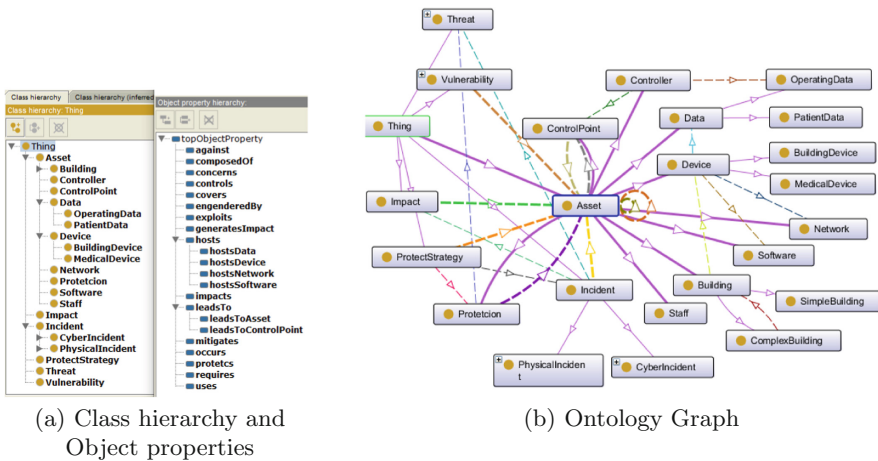 Class hierarchy
Class hierarchy (inferred
Class hierarchy: Thing
Thing
Asset
Building
Controller
ControlPoint
Data
OperatingData
PatientData
Device
BuildingDevice
MedicalDevice
Network
Protetcion
Software
Staff
Impact
Incident
CyberIncident
PhysicalIncident
ProtectStrategy
Threat
Vulnerability
Object property hierarchy:
topObjectProperty
against
composedOf
concerns
controls
covers
engenderedBy
exploits
generatesImpact
hosts
hostsData
hostsDevice
hostsNetwork
hostsSoftware
impacts
leadsTo
leadsToAsset
leadsToControlPoint
mitigates
occurs
protetcs
requires
uses
(a) Class hierarchy and
Object properties
Threat
Vulnerability
Controller
OperatingData
Thing
ControlPoint
Data
PatientData
Device
BuildingDevice
MedicalDevice
Impact
Asset
Network
ProtectStrategy
Software
Incident
Building
SimpleBuilding
Protetcion
Staff
ComplexBuilding
PhysicalInciden
t
CyberIncident
(b) Ontology Graph